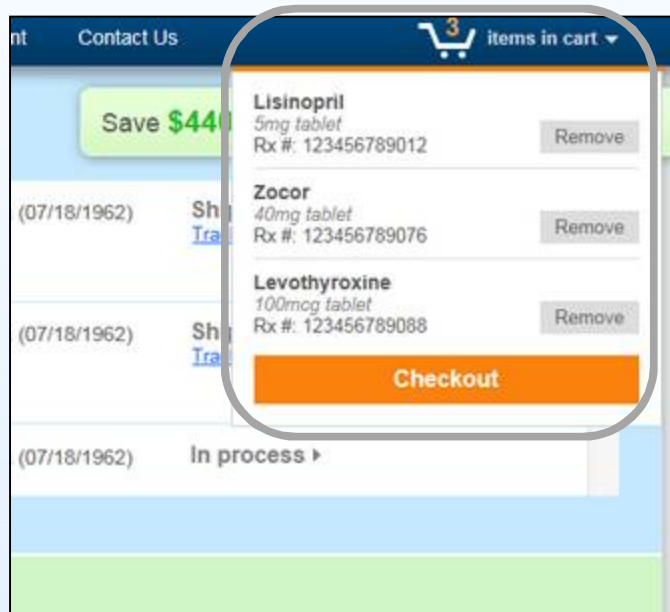 nt Contact Us 3 items in cart
Save $440
Lisinopril
5mg tablet
Rx #: 123456789012
Remove
Zocor
40mg tablet
Rx #: 123456789076
Remove
Levothyroxine
100mcg tablet
Rx #: 123456789088
Remove
Checkout
(07/18/1962) Sh
Tra
(07/18/1962) Sh
Tra
(07/18/1962) In process